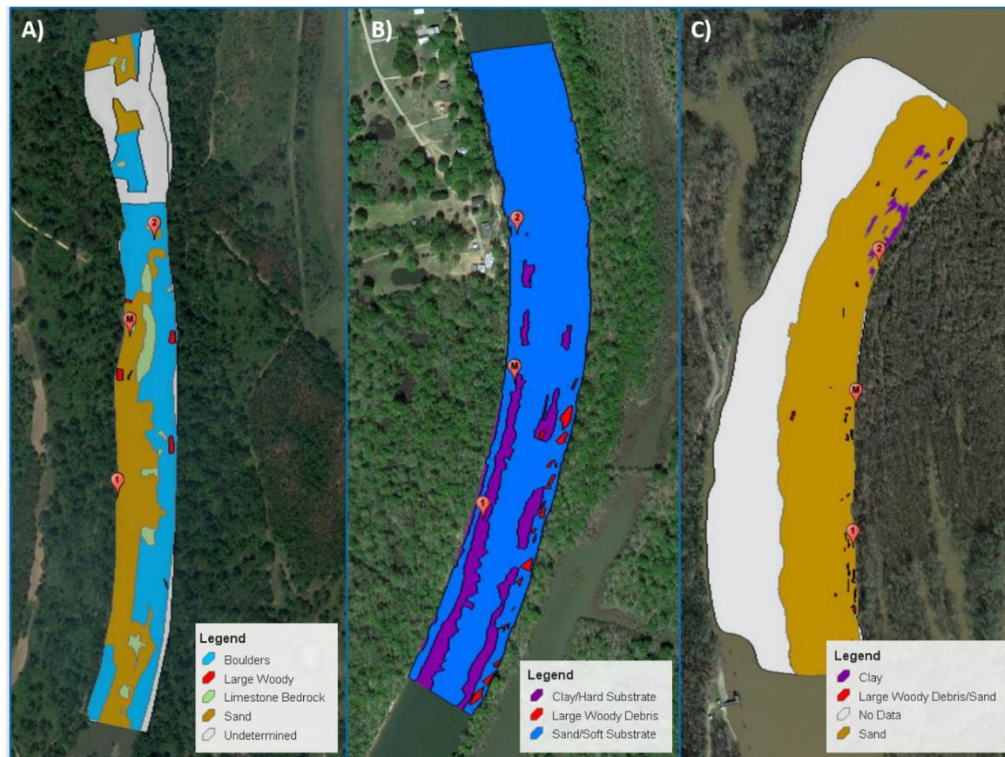 A)
2
M
1
Legend
Boulders
Large Woody
Limestone Bedrock
Sand
Undetermined
B)
2
M
1
Legend
Clay/Hard Substrate
Large Woody Debris
Sand/Soft Substrate
C)
2
M
1
Legend
Clay
Large Woody Debris/Sand
No Data
Sand